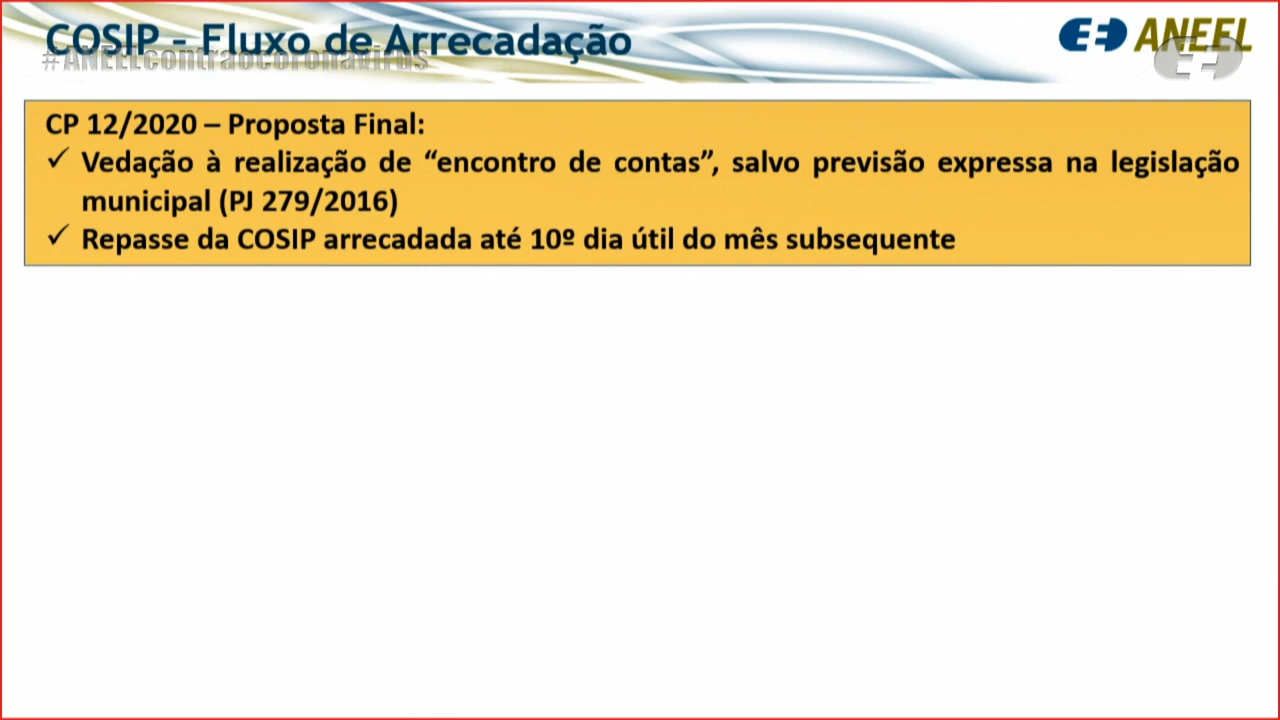 COSIP - Fluxo de Arrecadação
#ANEELcontraocoronavirus
ANEEL
CP 12/2020 – Proposta Final:
✓ Vedação à realização de “encontro de contas”, salvo previsão expressa na legislação
municipal (PJ 279/2016)
✓ Repasse da COSIP arrecadada até 10º dia útil do mês subsequente